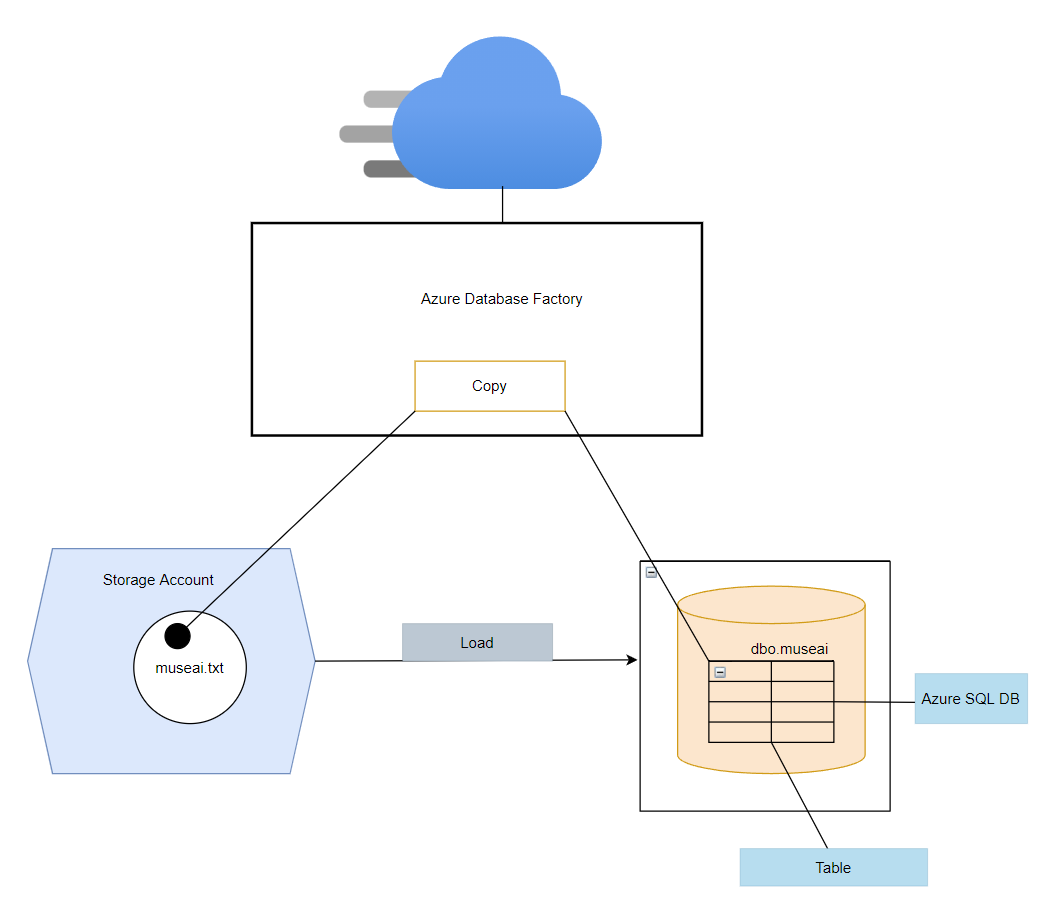 Azure Database Factory
Copy
Storage Account
museai.txt
Load
dbo.museai
Azure SQL DB
Table